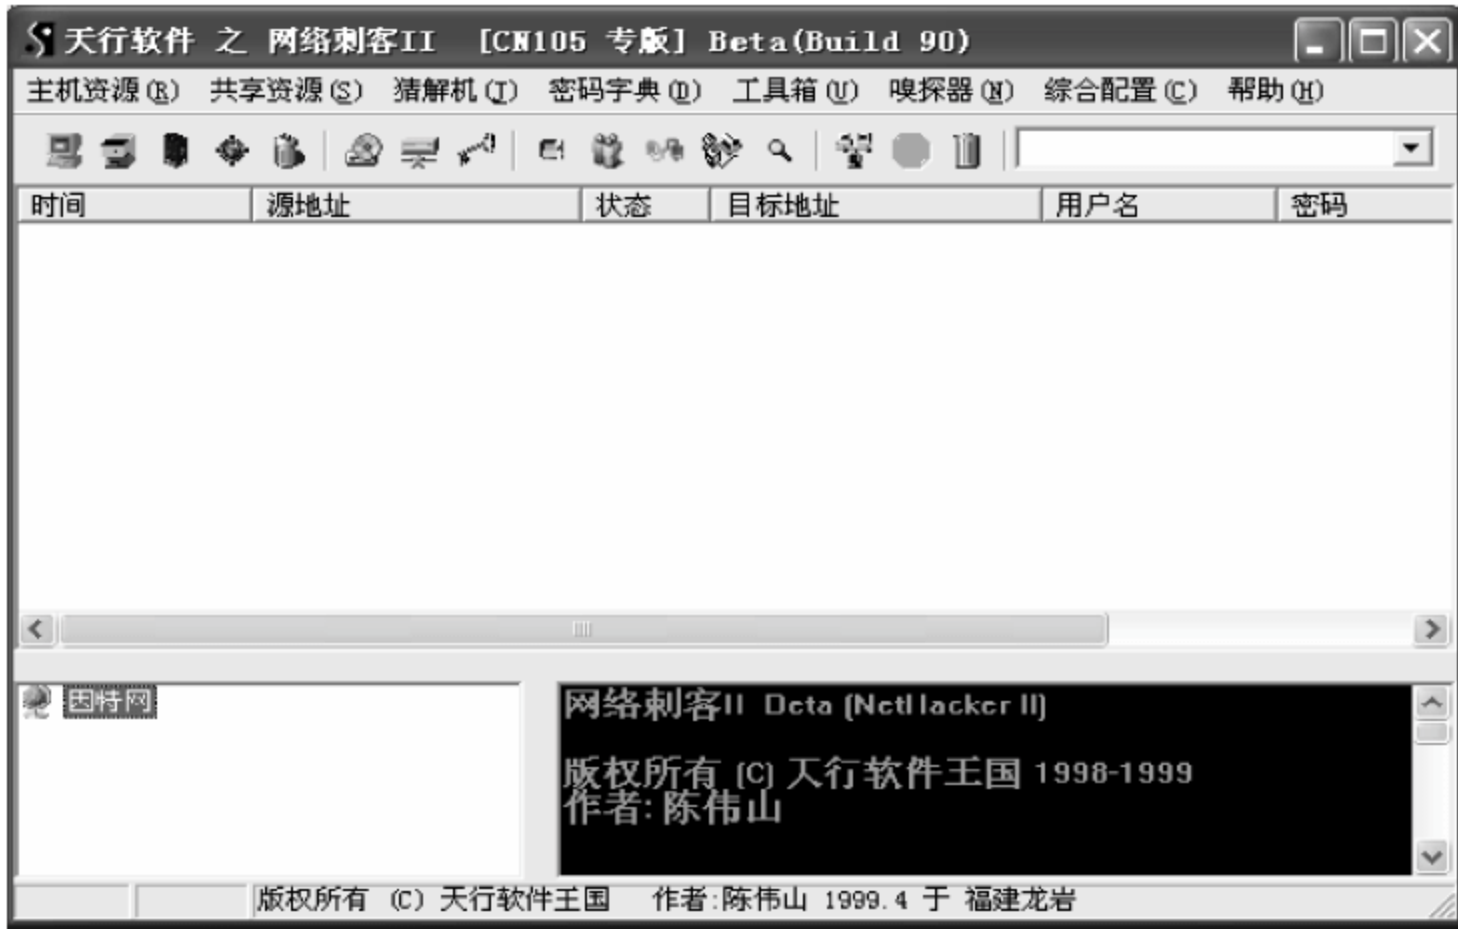 天行软件 之 网络刺客II [CN105 专版] Beta(Build 90)
主机资源(R) 共享资源(S) 猜解机(T) 密码字典(D) 工具箱(U) 嗅探器(N) 综合配置(C) 帮助(H)
时间 源地址 状态 目标地址 用户名 密码
因特网
网络刺客II Beta (NetHacker II)
版权所有 (C) 天行软件王国 1998-1999
作者:陈伟山
版权所有 (C) 天行软件王国 作者:陈伟山 1999.4 于 福建龙岩